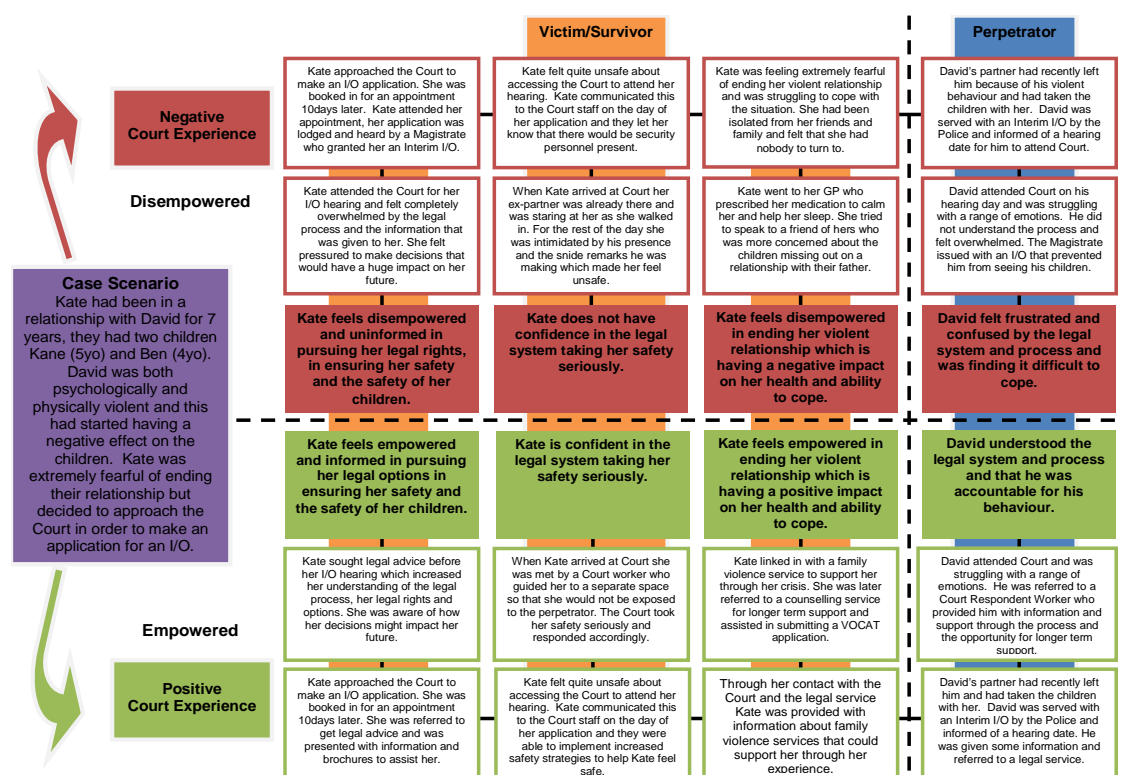 Victim/Survivor
Perpetrator
Negative
Court Experience
Kate approached the Court to
make an I/O application. She was
booked in for an appointment
10days later.  Kate attended her
appointment, her application was
lodged and heard by a Magistrate
who granted her an Interim I/O.
Kate felt quite unsafe about
accessing the Court to attend her
hearing.  Kate communicated this
to the Court staff on the day of
her application and they let her
know that there would be security
personnel present.
Kate was feeling extremely fearful
of ending her violent relationship
and was struggling to cope with
the situation. She had been
isolated from her friends and
family and felt that she had
nobody to turn to.
David's partner had recently left
him because of his violent
behaviour and had taken the
children with her.  David was
served with an Interim I/O by the
Police and informed of a hearing
date for him to attend Court.
Disempowered
Kate attended the Court for her
I/O hearing and felt completely
overwhelmed by the legal
process and the information that
was given to her. She felt
pressured to make decisions that
would have a huge impact on her
future.
When Kate arrived at Court her
ex-partner was already there and
was staring at her as she walked
in. For the rest of the day she
was intimidated by his presence
and the snide remarks he was
making which made her feel
unsafe.
Kate went to her GP who
prescribed her medication to calm
her and help her sleep. She tried
to speak to a friend of hers who
was more concerned about the
children missing out on a
relationship with their father.
David attended Court on his
hearing day and was struggling
with a range of emotions.  He did
not understand the process and
felt overwhelmed. The Magistrate
issued with an I/O that prevented
him from seeing his children.
Case Scenario
Kate had been in a
relationship with David for 7
years, they had two children
Kane (5yo) and Ben (4yo).
David was both
psychologically and
physically violent and this
had started having a
negative effect on the
children.  Kate was
extremely fearful of ending
their relationship but
decided to approach the
Court in order to make an
application for an I/O.
Kate feels disempowered
and uninformed in
pursuing her legal rights,
in ensuring her safety
and the safety of her
children.
Kate does not have
confidence in the legal
system taking her safety
seriously.
Kate feels disempowered
in ending her violent
relationship which is
having a negative impact
on her health and ability
to cope.
David felt frustrated and
confused by the legal
system and process and
was finding it difficult to
cope.
Kate feels empowered
and informed in pursuing
her legal options in
ensuring her safety and
the safety of her children.
Kate is confident in the
legal system taking her
safety seriously.
Kate feels empowered in
ending her violent
relationship which is
having a positive impact
on her health and ability
to cope.
David understood the
legal system and process
and that he was
accountable for his
behaviour.
Empowered
Kate sought legal advice
before her I/O hearing which increased
her understanding of the legal
process, her legal rights and
options. She was aware of how
her decisions might impact her
future.
When Kate arrived at Court she
was met by a Court worker who
guided her to a separate space
so that she would not be exposed
to the perpetrator. The Court took
her safety seriously and
responded accordingly.
Kate linked in with a family
violence service to support her
through her crisis. She was later
referred to a counselling service
for longer term support and
assisted in submitting a VOCAT
application.
David attended Court and was
struggling with a range of
emotions.  He was referred to a
Court Respondent Worker who
provided him with information and
support through the process and
the opportunity for longer term
support.
Positive
Court Experience
Kate approached the Court to
make an I/O application. She was
booked in for an appointment
10days later. She was referred to
get legal advice and was
presented with information and
brochures to assist her.
Kate felt quite unsafe about
accessing the Court to attend her
hearing.  Kate communicated this
to the Court staff on the day of
her application and they were
able to implement increased
safety strategies to help Kate feel
safe.
Through her contact with the
Court and the legal service
Kate was provided with
information about family
violence services that could
support her through her
experience.
David's partner had recently left
him and had taken the children
with her.  David was served with
an Interim I/O by the Police and
informed of a hearing date. He
was given some information and
referred to a legal service.